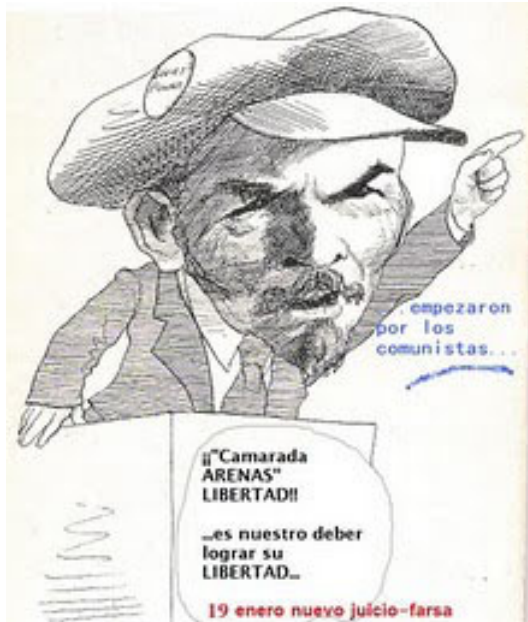 ...empezaron
por los
comunistas...
¡¡"Camarada
ARENAS"
LIBERTAD!!
...es nuestro deber
lograr su
LIBERTAD...
19 enero nuevo juicio-farsa